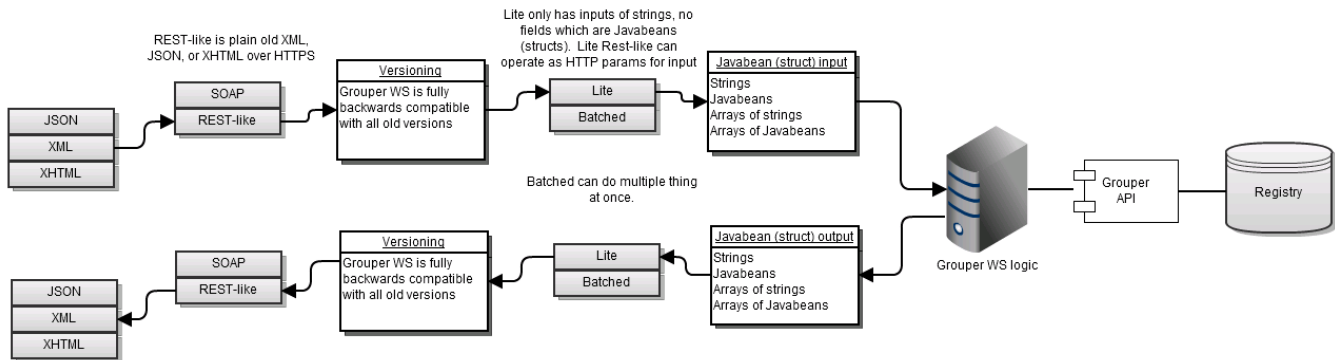 Lite only has inputs of strings, no
fields which are Javabeans
(structs). Lite Rest-like can
operate as HTTP params for input
REST-like is plain old XML,
JSON, or XHTML over HTTPS
JSON
XML
XHTML
SOAP
REST-like
Versioning
Grouper WS is fully
backwards compatible
with all old versions
Lite
Batched
Javabean (struct) input
Strings
Javabeans
Arrays of strings
Arrays of Javabeans
Grouper WS logic
Grouper
API
Registry
Batched can do multiple thing
at once.
JSON
XML
XHTML
SOAP
REST-like
Versioning
Grouper WS is fully
backwards compatible
with all old versions
Lite
Batched
Javabean (struct) output
Strings
Javabeans
Arrays of strings
Arrays of Javabeans